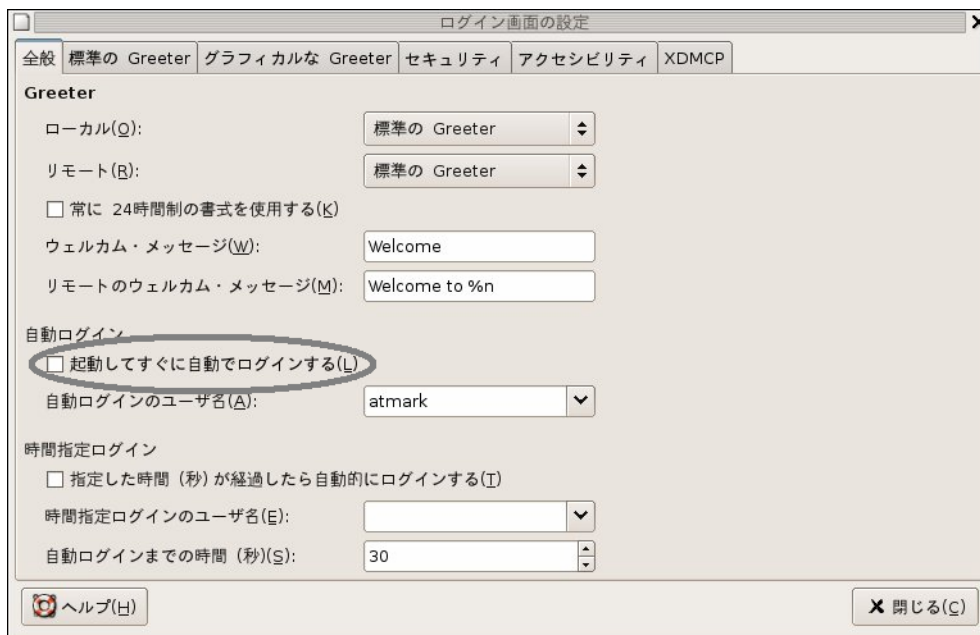 ログイン画面の設定
全般 標準の Greeter グラフィカルな Greeter セキュリティ アクセシビリティ XDMCP
Greeter
ローカル(O): 標準の Greeter
リモート(R): 標準の Greeter
常に 24時間制の書式を使用する(K)
ウェルカム・メッセージ(W): Welcome
リモートのウェルカム・メッセージ(M): Welcome to %n
自動ログイン
起動してすぐに自動でログインする(L)
自動ログインのユーザ名(A): atmark
時間指定ログイン
指定した時間 (秒) が経過したら自動的にログインする(T)
時間指定ログインのユーザ名(E):
自動ログインまでの時間 (秒)(S): 30
ヘルプ(H) 閉じる(C)